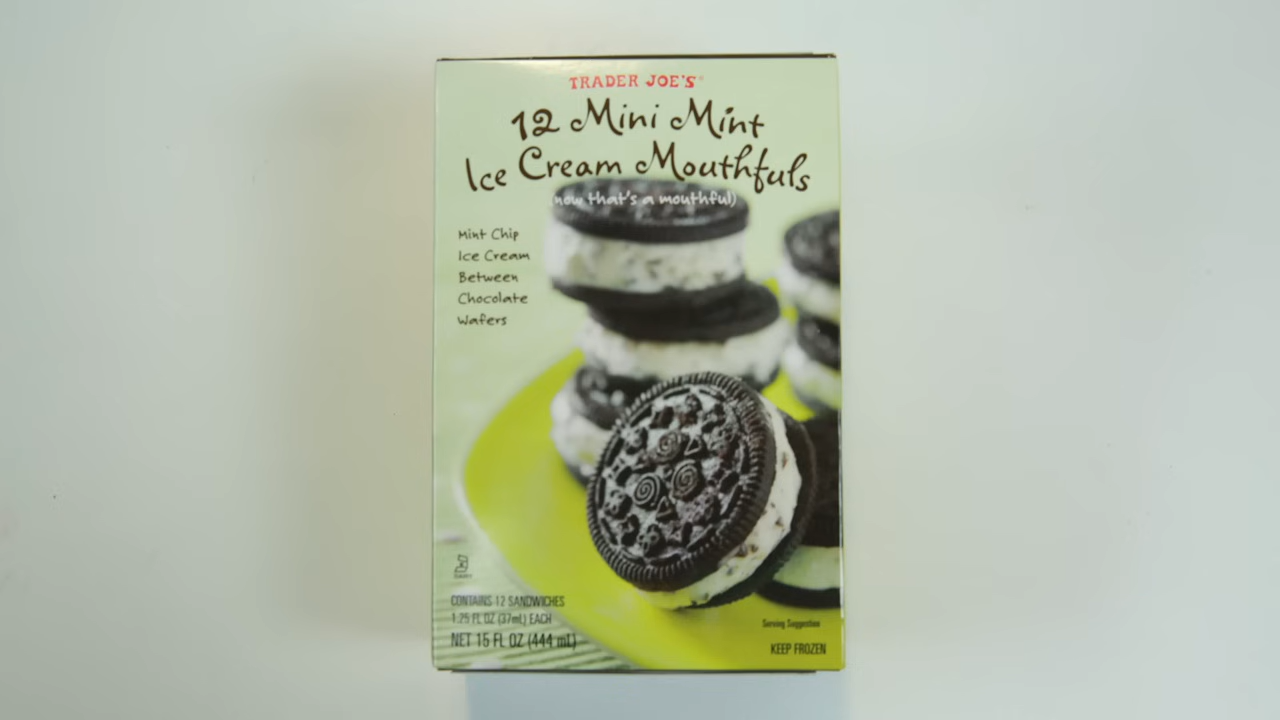 TRADER JOE'S
12 Mini Mint
Ice Cream Mouthfuls
(now that's a mouthful)
Mint Chip
Ice Cream
Between
Chocolate
Wafers
DAIRY
CONTAINS 12 SANDWICHES
1.25 FL OZ (37mL) EACH
NET 15 FL OZ (444 mL)
Serving Suggestion
KEEP FROZEN